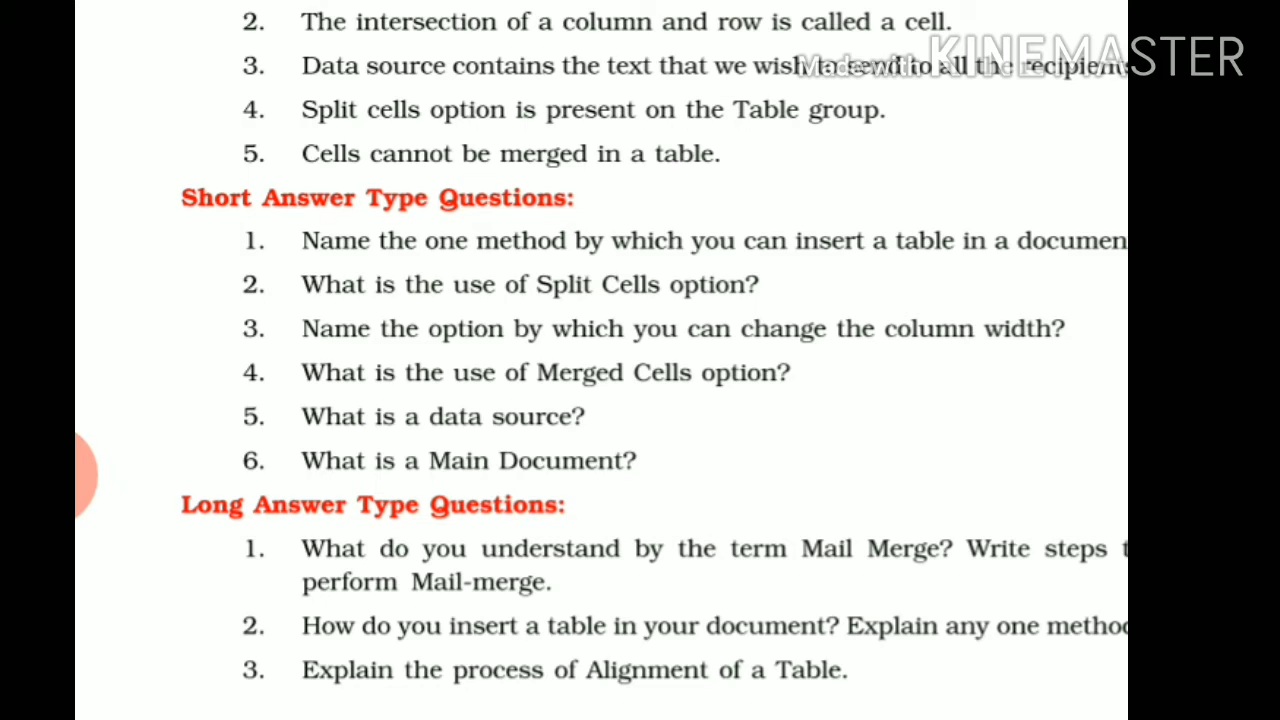 2. The intersection of a column and row is called a cell.
Made with KINEMASTER
3. Data source contains the text that we wish to send to all the recipients
4. Split cells option is present on the Table group.
5. Cells cannot be merged in a table.
Short Answer Type Questions:
1. Name the one method by which you can insert a table in a documen
2. What is the use of Split Cells option?
3. Name the option by which you can change the column width?
4. What is the use of Merged Cells option?
5. What is a data source?
6. What is a Main Document?
Long Answer Type Questions:
1. What do you understand by the term Mail Merge? Write steps t
perform Mail-merge.
2. How do you insert a table in your document? Explain any one metho
3. Explain the process of Alignment of a Table.